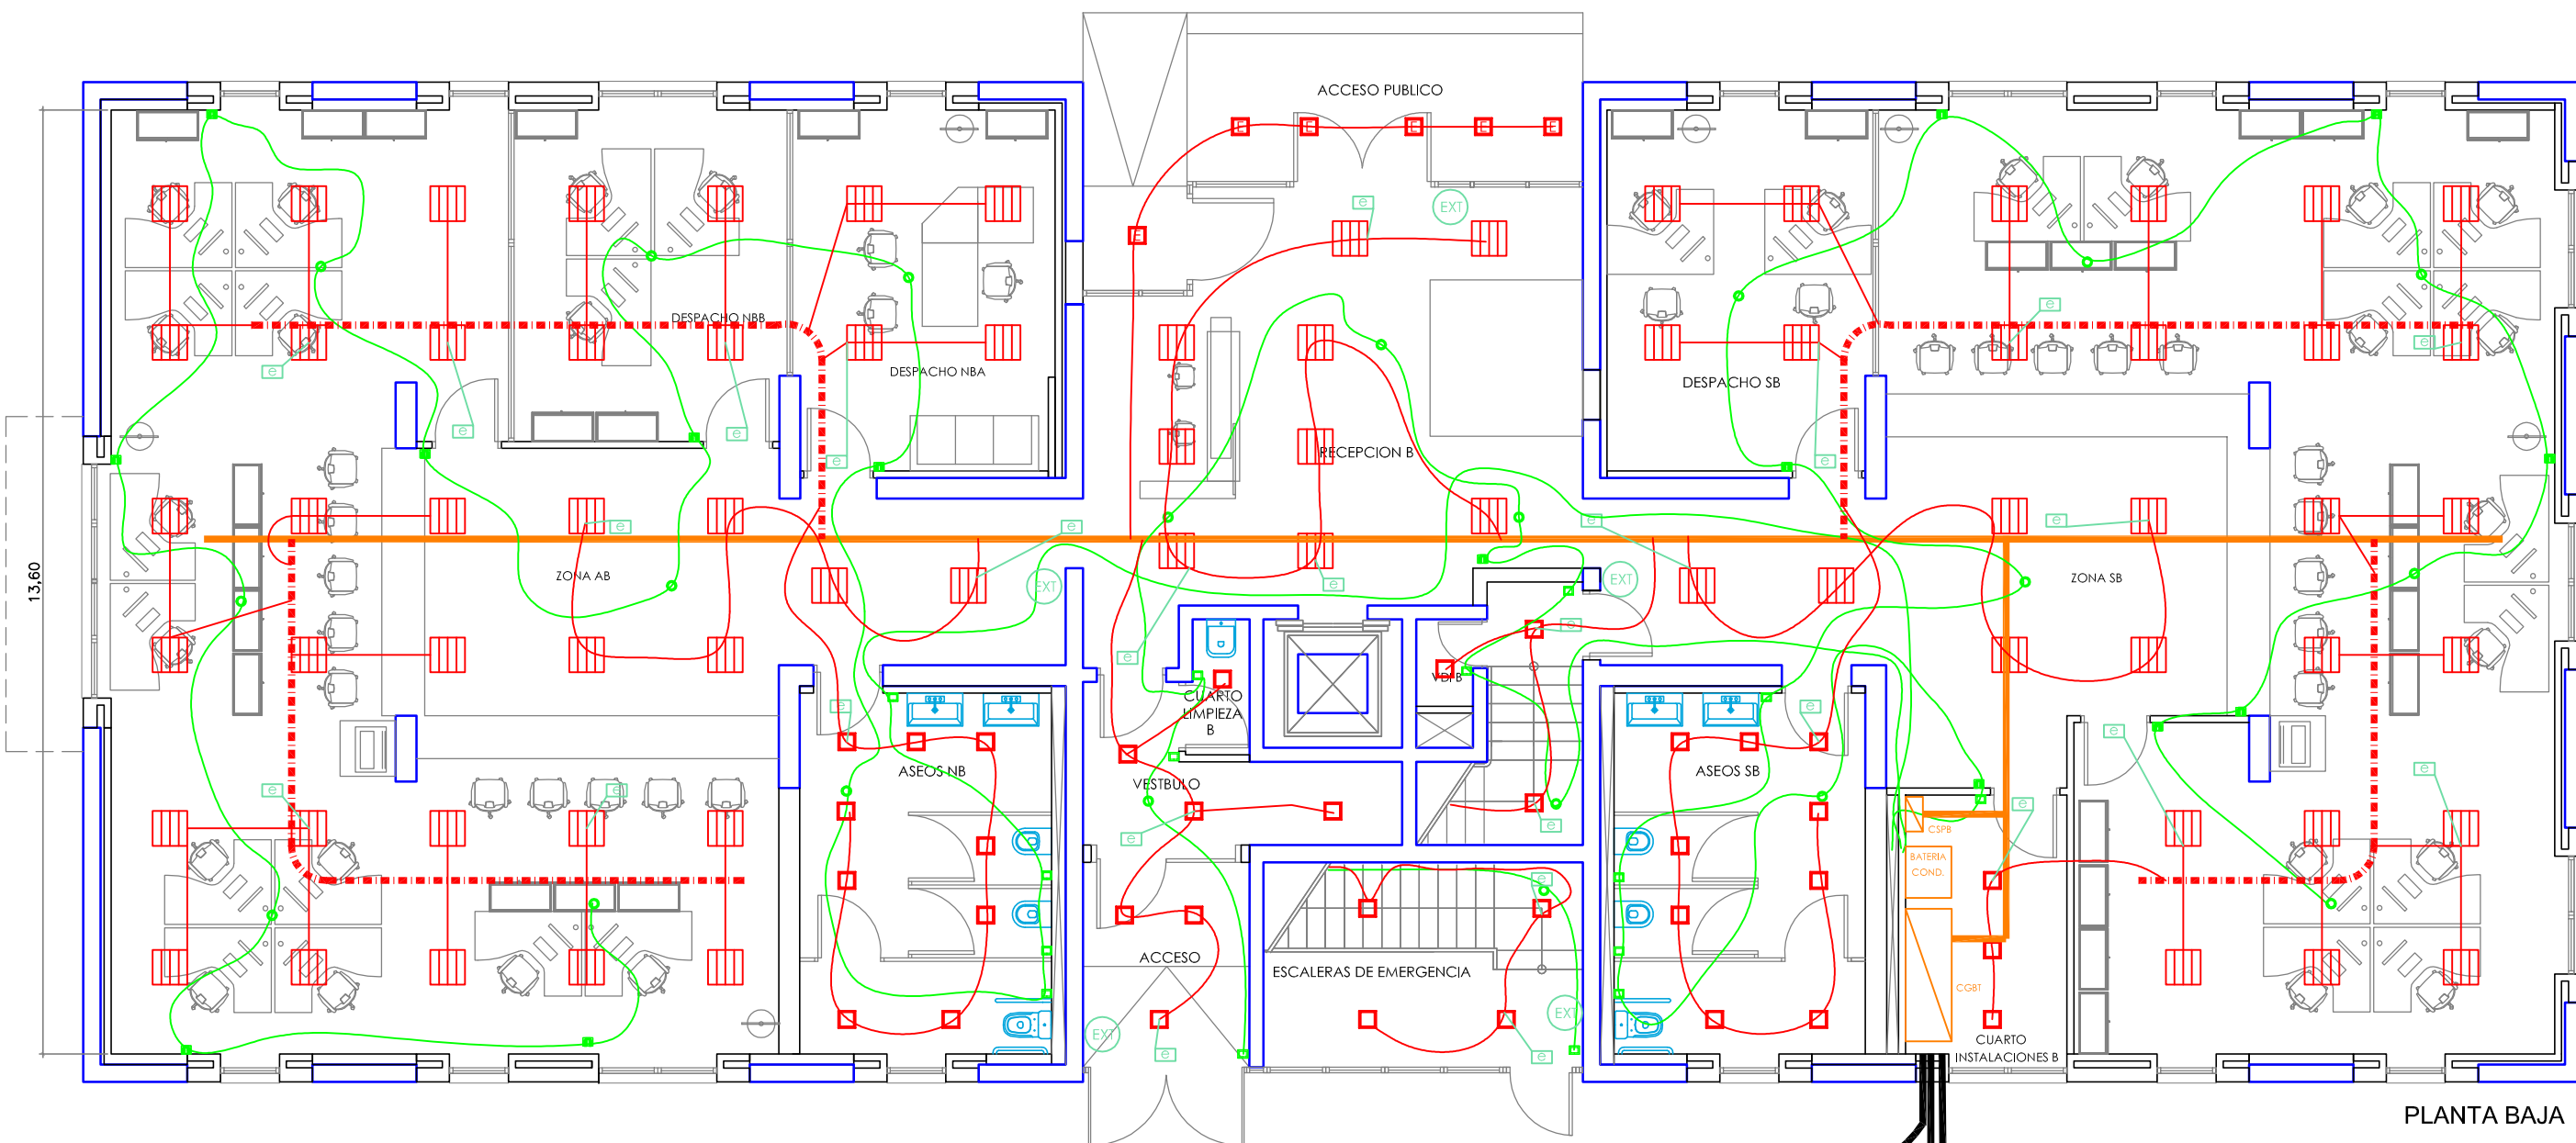 ACCESO PUBLICO
E
E
E
E
E
E
e
EXT
e
DESPACHO NBB
e
e
DESPACHO NBA
DESPACHO SB
e
e
e
e
RECEPCION B
e
e
e
e
e
13,60
ZONA AB
EXT
e
EXT
ZONA SB
e
e
VDI B
CUARTO
LIMPIEZA
B
e
e
e
ASEOS NB
ASEOS SB
VESTBULO
e
e
e
e
e
e
CSPB
BATERIA
COND.
e
ACCESO
ESCALERAS DE EMERGENCIA
CGBT
EXT
EXT
e
e
CUARTO
INSTALACIONES B
PLANTA BAJA